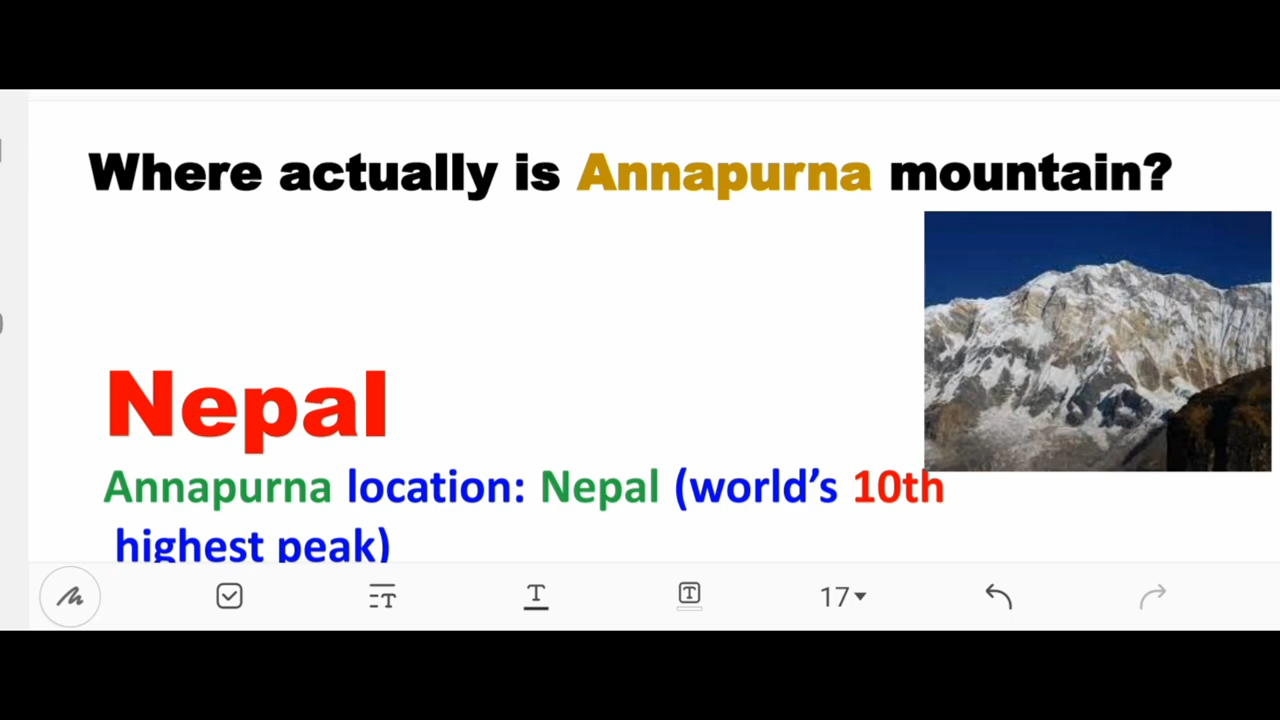 Where actually is Annapurna mountain?
Nepal
Annapurna location: Nepal (world’s 10th
highest peak)
17